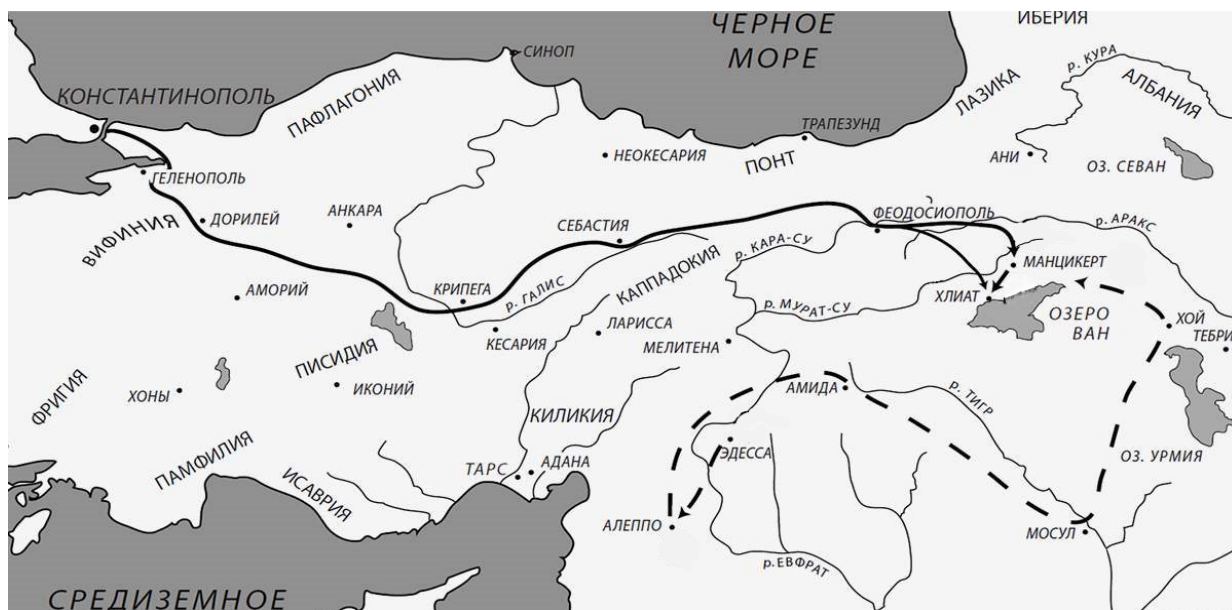 ЧЕРНОЕ
МОРЕ
ИБЕРИЯ
СИНОП
р. КУРА
КОНСТАНТИНОПОЛЬ
ПАФЛАГОНИЯ
ЛАЗИКА
АЛБАНИЯ
ТРАПЕЗУНД
НЕОКЕСАРИЯ
ПОНТ
АНИ
ОЗ. СЕВАН
ГЕЛЕНОПОЛЬ
ВИФИНИЯ
ДОРИЛЕЙ
АНКАРА
СЕБАСТИЯ
ФЕОДОСИОПОЛЬ
р. АРАКС
р. КАРА-СУ
МАНЦИКЕРТ
КАППАДОКИЯ
АМОРИЙ
КРИПЕГА
р. ГАЛИС
р. МУРАТ-СУ
ХЛИАТ
ОЗЕРО
ВАН
ХОЙ
ТЕБРИ
КЕСАРИЯ
ЛАРИССА
МЕЛИТЕНА
ПИСИДИЯ
ФРИГИЯ
ХОНЫ
ИКОНИЙ
АМИДА
р. ТИГР
КИЛИКИЯ
ПАМФИЛИЯ
ИСАВРИЯ
ТАРС
АДАНА
ЭДЕССА
ОЗ. УРМИЯ
АЛЕППО
МОСУЛ
р. ЕВФРАТ
СРЕДИЗЕМНОЕ